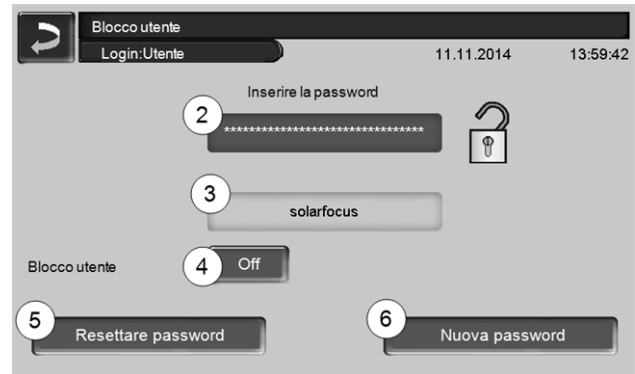 Blocco utente
Login:Utente 11.11.2014 13:59:42
Inserire la password
2
********************************
3
solarfocus
Blocco utente 4 Off
5 6
Resettare password Nuova password